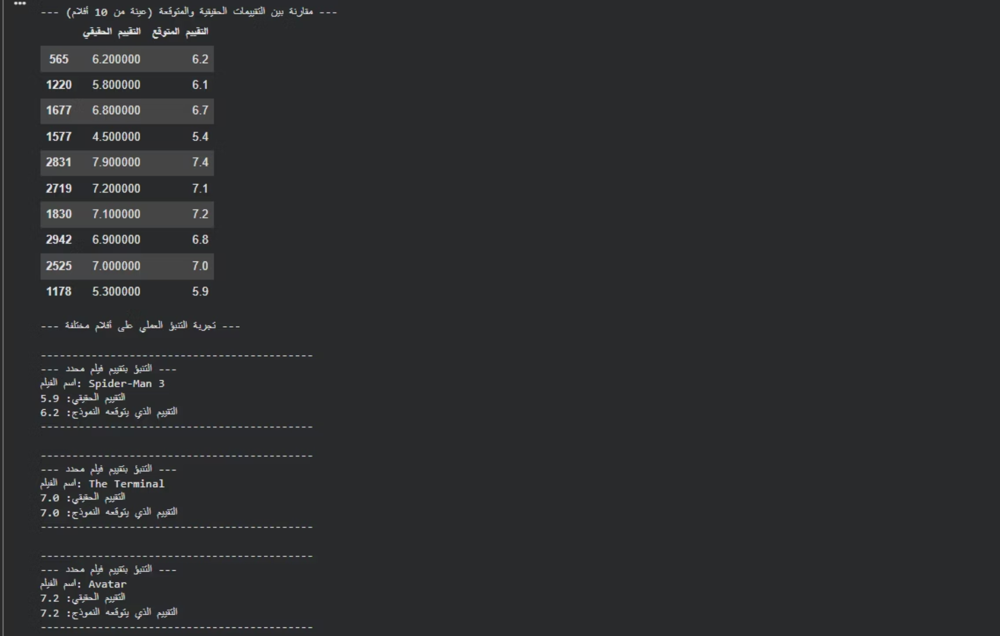 --- مقارنة بين التقييمات الحقيقية والمتوقعة (عينة من 10 أفلام) ---
التقييم الحقيقي التقييم المتوقع
565 6.200000 6.2
1220 5.800000 6.1
1677 6.800000 6.7
1577 4.500000 5.4
2831 7.900000 7.4
2719 7.200000 7.1
1830 7.100000 7.2
2942 6.900000 6.8
2525 7.000000 7.0
1178 5.300000 5.9
--- تجربة التنبؤ العملي على أفلام مختلفة ---
-------------------------------------------
--- التنبؤ بتقييم فيلم محدد ---
اسم الفيلم: Spider-Man 3
التقييم الحقيقي: 5.9
التقييم الذي يتوقعه النموذج: 6.2
-------------------------------------------
-------------------------------------------
--- التنبؤ بتقييم فيلم محدد ---
اسم الفيلم: The Terminal
التقييم الحقيقي: 7.0
التقييم الذي يتوقعه النموذج: 7.0
-------------------------------------------
-------------------------------------------
--- التنبؤ بتقييم فيلم محدد ---
اسم الفيلم: Avatar
التقييم الحقيقي: 7.2
التقييم الذي يتوقعه النموذج: 7.2
-------------------------------------------